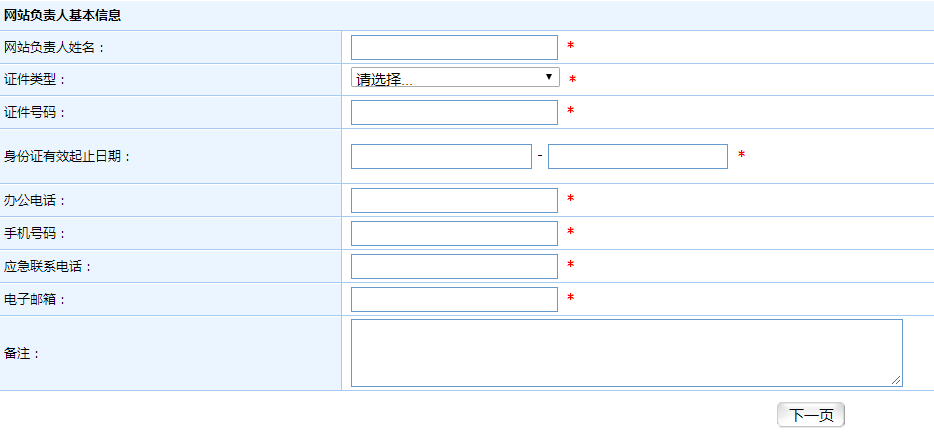 网站负责人基本信息
网站负责人姓名： *
证件类型： 请选择... *
证件号码： *
身份证有效起止日期： - *
办公电话： *
手机号码： *
应急联系电话： *
电子邮箱： *
备注：
下一页